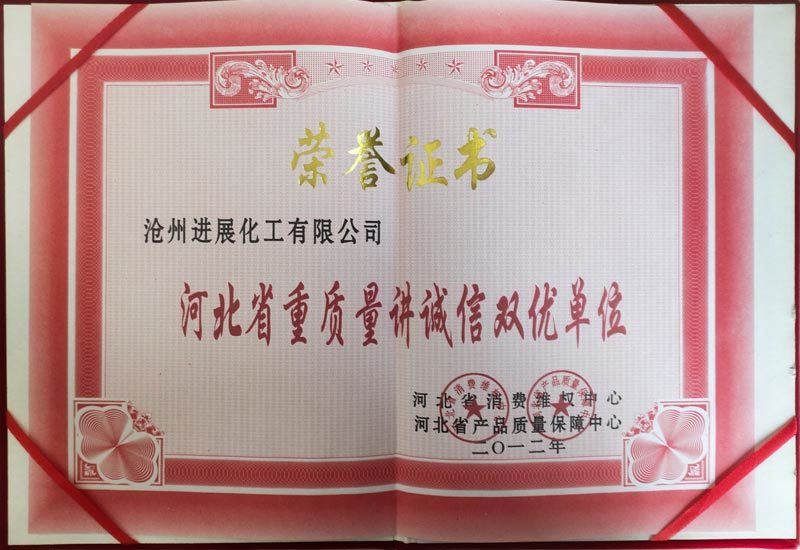 荣誉证书
沧州进展化工有限公司
河北省重质量讲诚信双优单位
河北省消费维权中心
河北省产品质量保障中心
二〇一二年